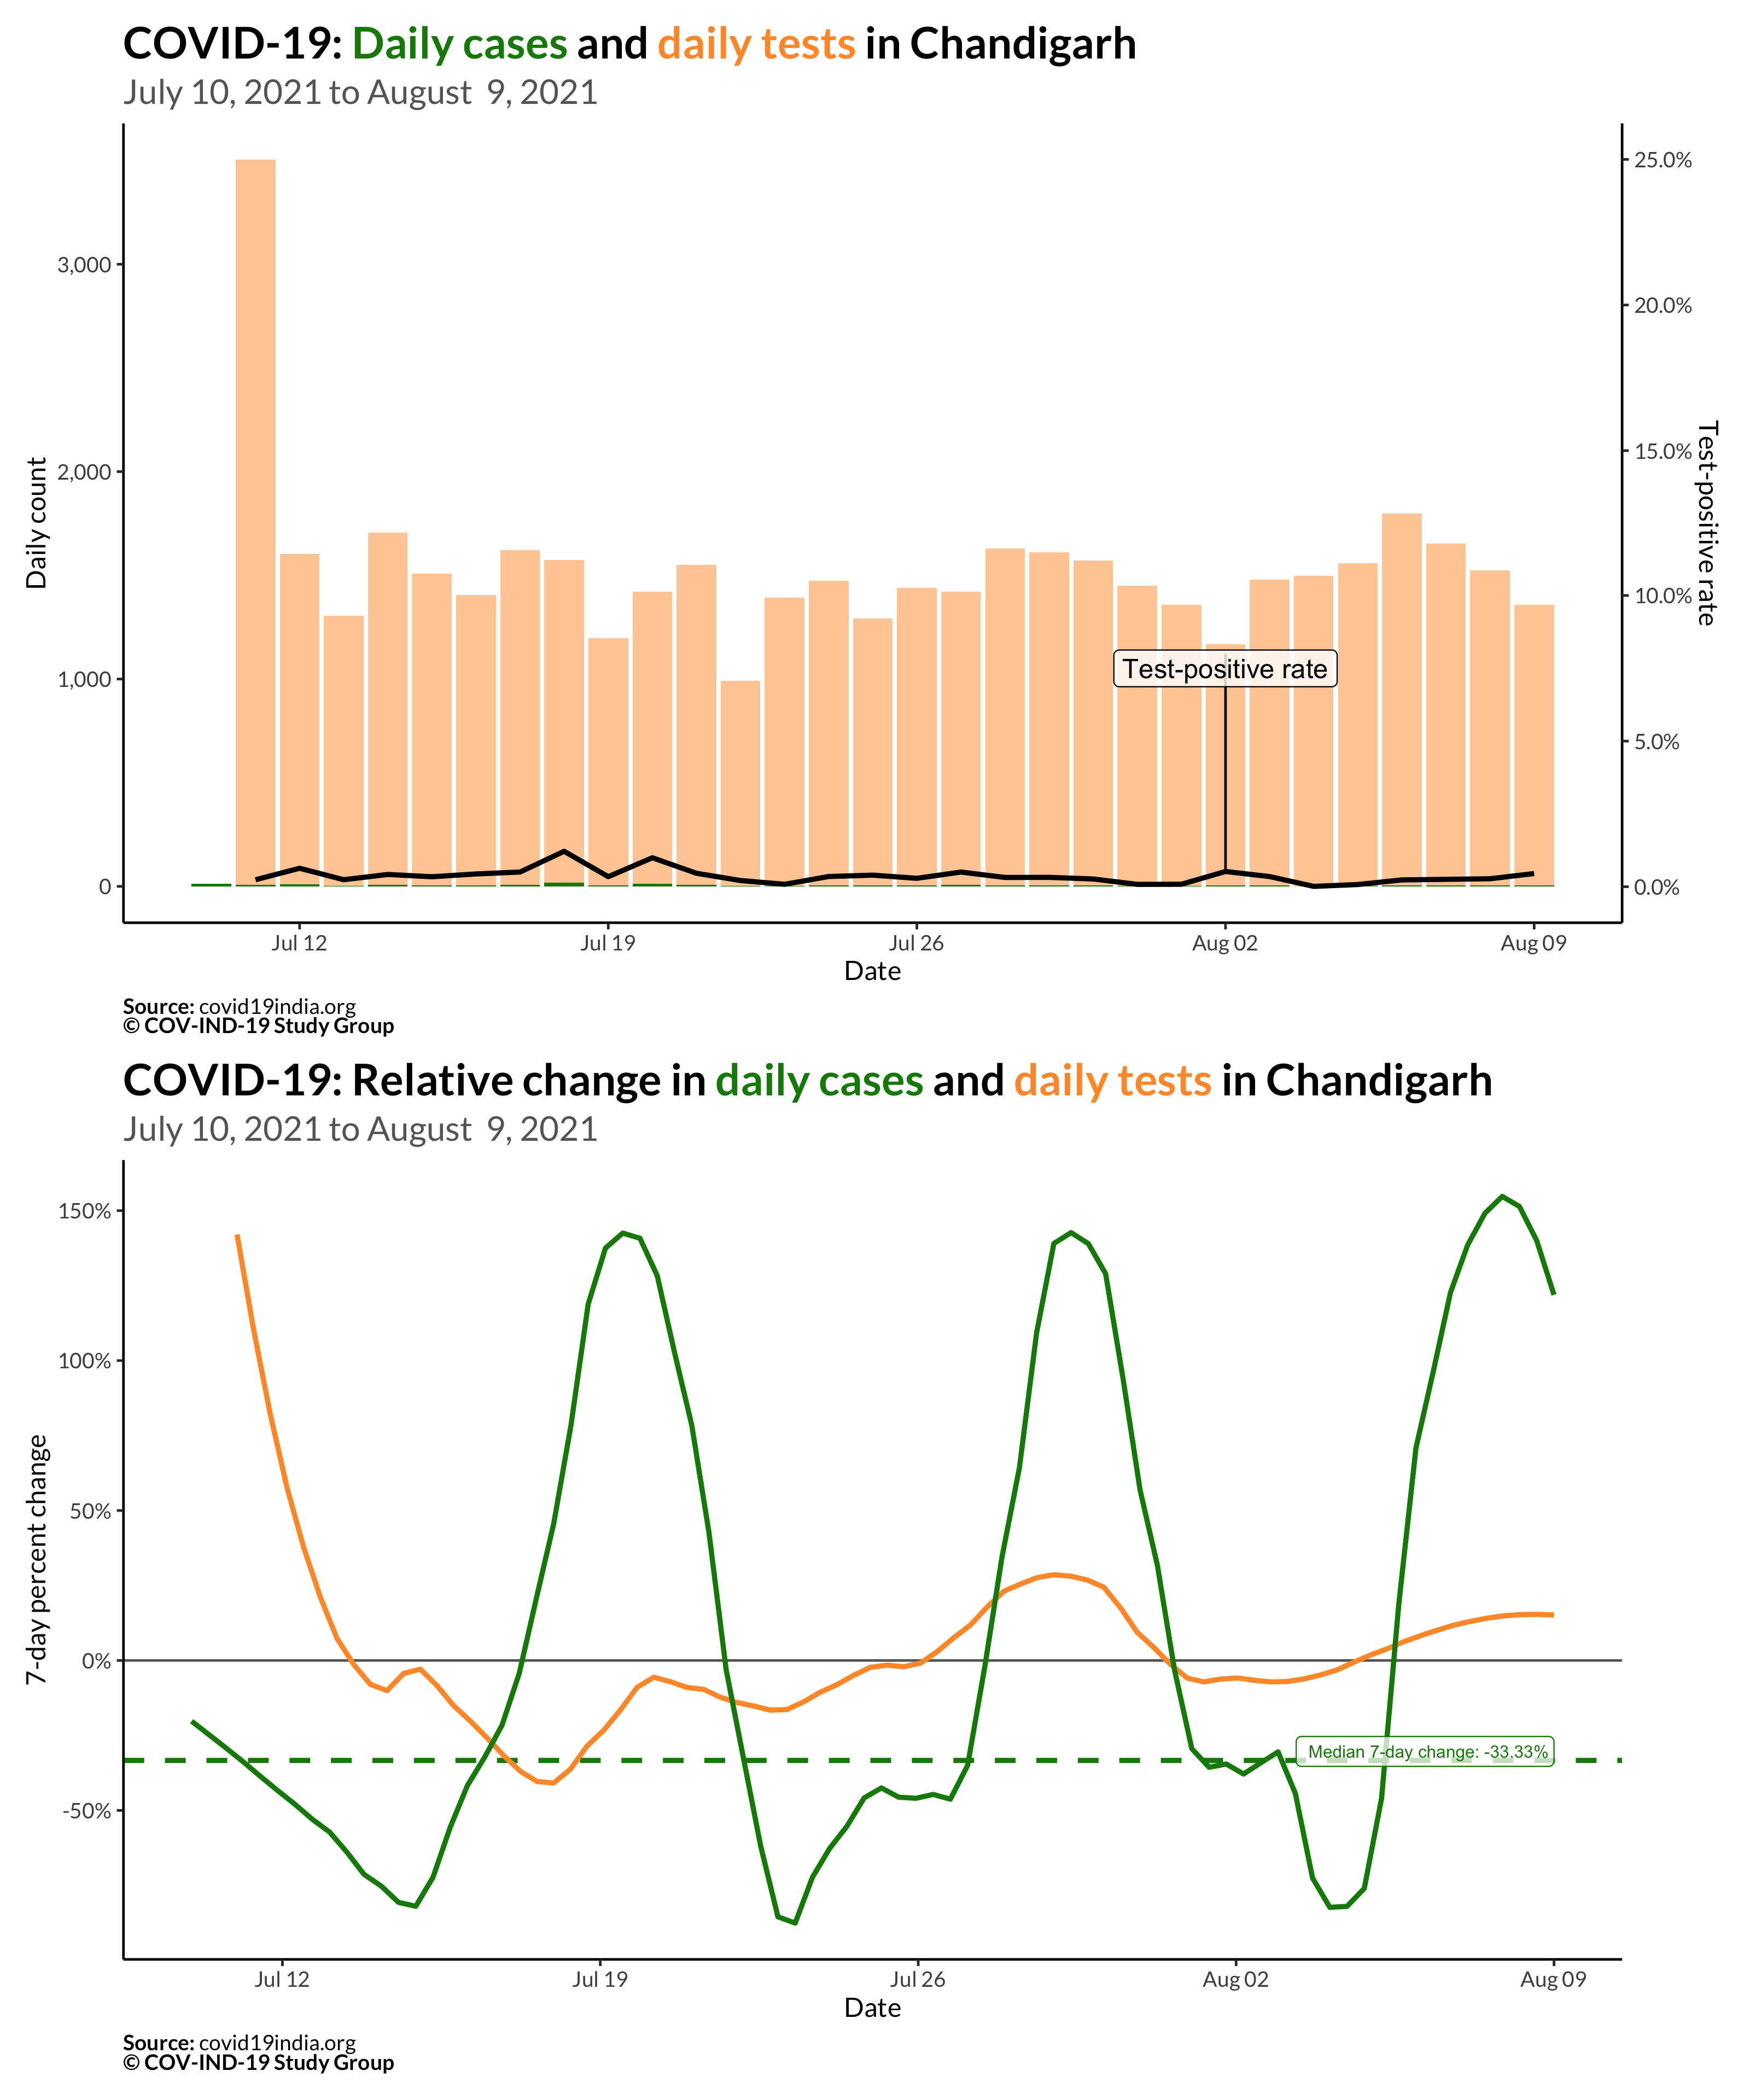 COVID-19: Daily cases and daily tests in Chandigarh
July 10, 2021 to August  9, 2021
Daily count
3,000
2,000
1,000
0
25.0%
20.0%
15.0%
10.0%
5.0%
0.0%
Test-positive rate
Test-positive rate
Jul 12
Jul 19
Jul 26
Aug 02
Aug 09
Date
Source: covid19india.org
© COV-IND-19 Study Group
COVID-19: Relative change in daily cases and daily tests in Chandigarh
July 10, 2021 to August  9, 2021
7-day percent change
150%
100%
50%
0%
-50%
Median 7-day change: -33.33%
Jul 12
Jul 19
Jul 26
Aug 02
Aug 09
Date
Source: covid19india.org
© COV-IND-19 Study Group